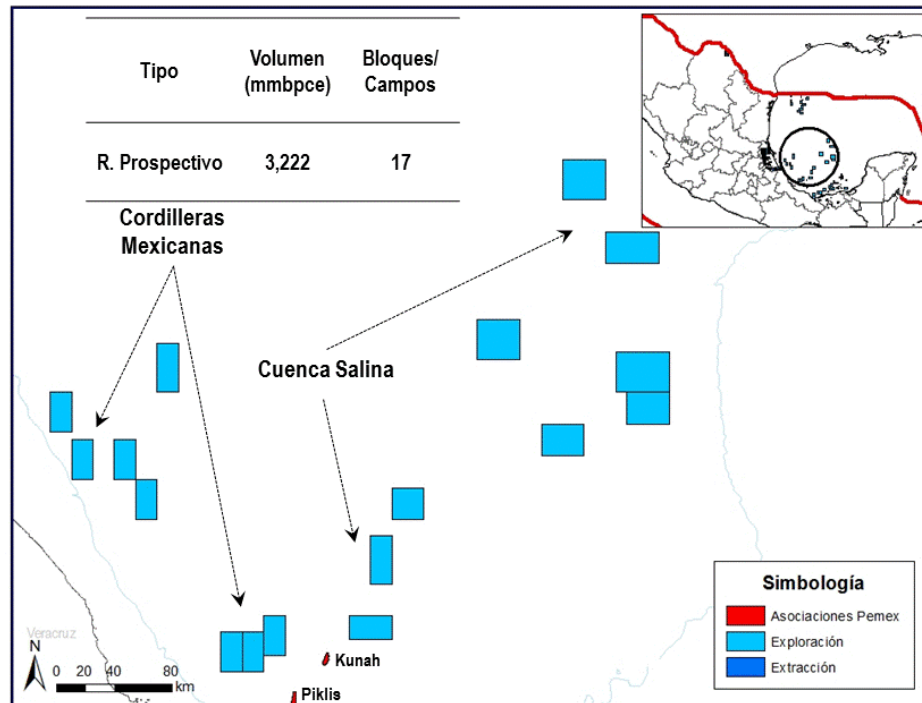 Tipo Volumen (mmbpce) Bloques/ Campos
R. Prospectivo 3,222 17
Cordilleras
Mexicanas
Cuenca Salina
Kunah
Piklis
Veracruz
N
0 20 40 80
km
Simbología
Asociaciones Pemex
Exploración
Extracción